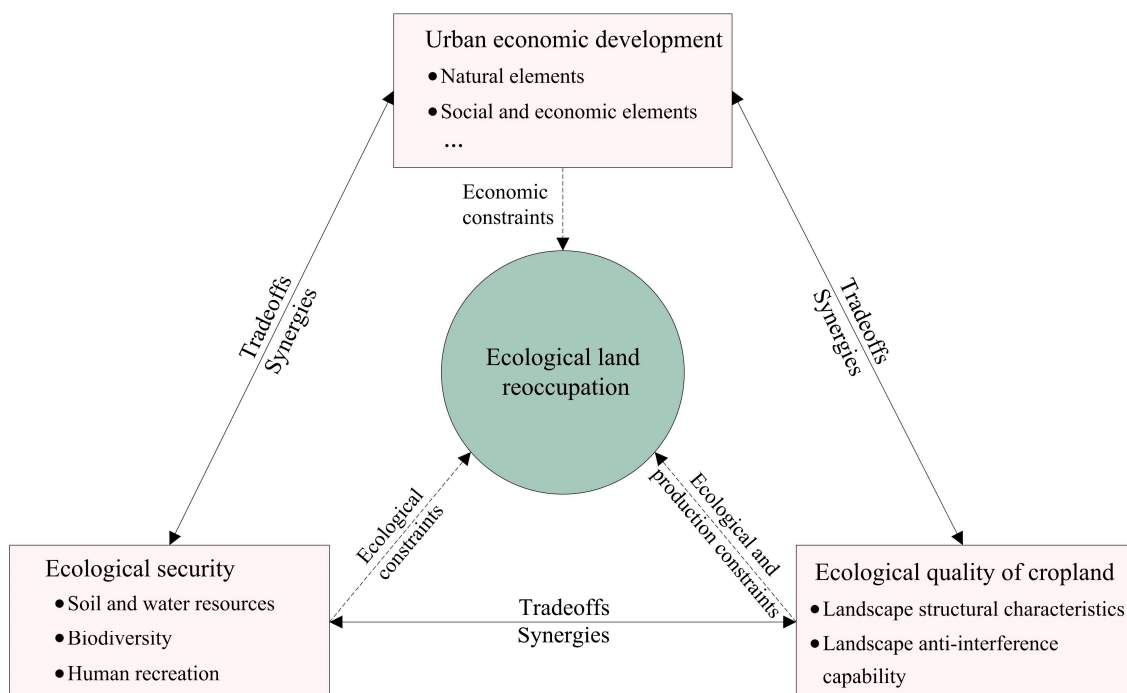 Urban economic development
●Natural elements
●Social and economic elements
...
Economic
constraints
Tradeoffs
Synergies
Tradeoffs
Synergies
Ecological land
reoccupation
Ecological
constraints
Ecological and
production constraints
Ecological security
●Soil and water resources
●Biodiversity
●Human recreation
Tradeoffs
Synergies
Ecological quality of cropland
●Landscape structural characteristics
●Landscape anti-interference
capability